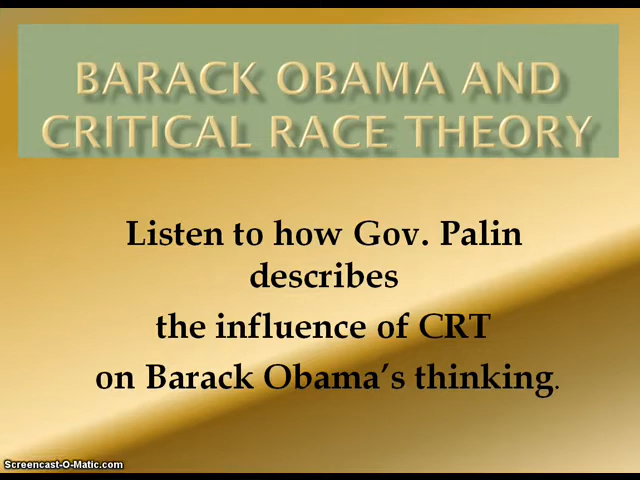 BARACK OBAMA AND
CRITICAL RACE THEORY
Listen to how Gov. Palin
describes
the influence of CRT
on Barack Obama's thinking.
Screencast-O-Matic.com